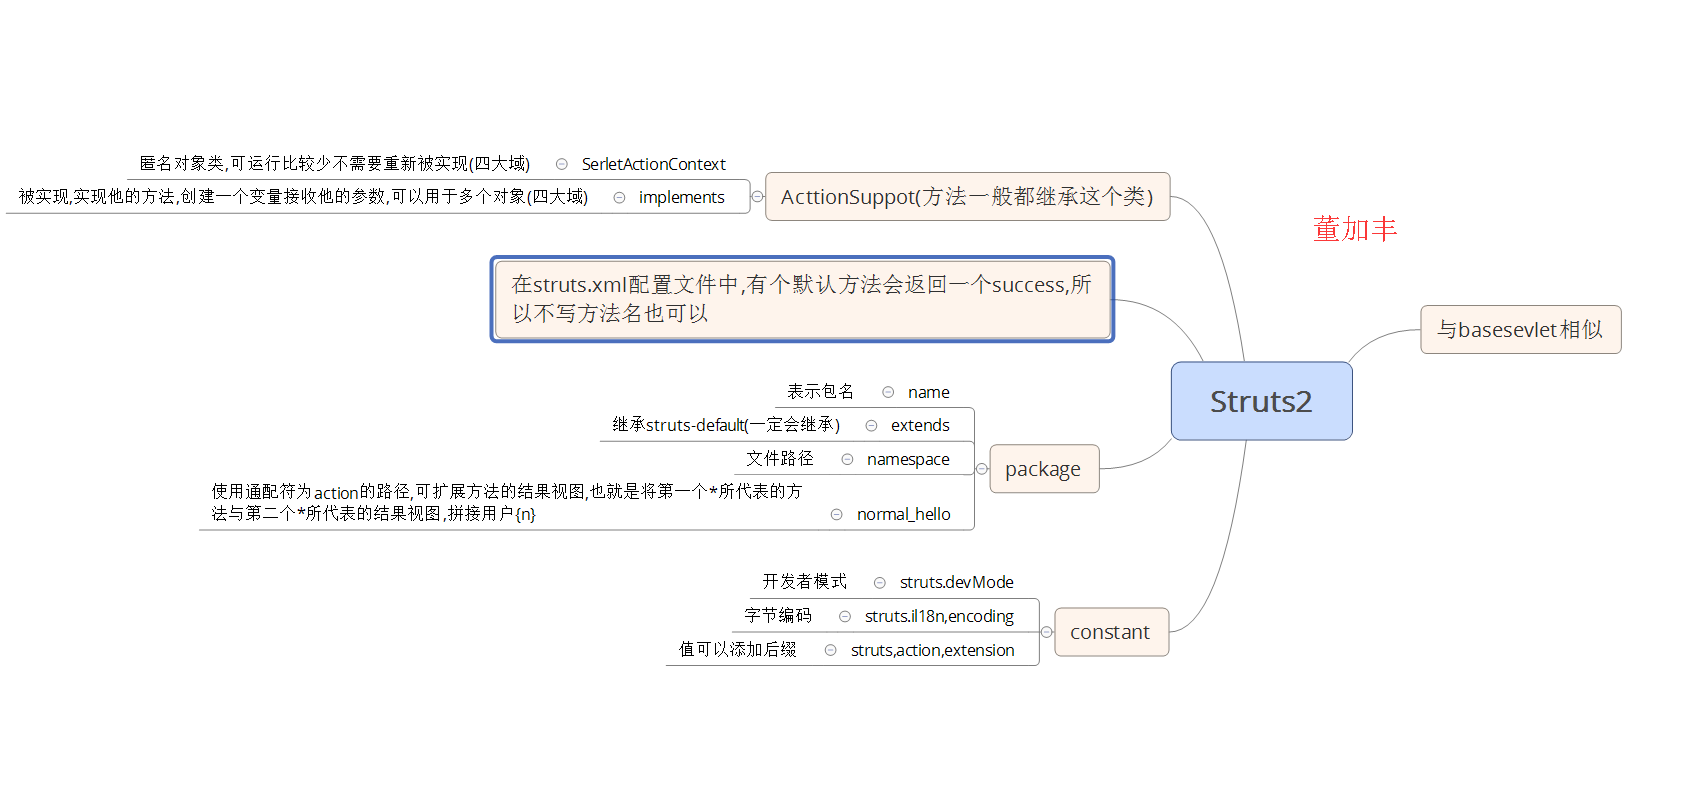 匿名对象类,可运行比较少不需要重新被实现(四大域)
SerletActionContext
被实现,实现他的方法,创建一个变量接收他的参数,可以用于多个对象(四大域)
implements
ActtionSuppot(方法一般都继承这个类)
董加丰
在struts.xml配置文件中,有个默认方法会返回一个success,所
以不写方法名也可以
与basesevlet相似
Struts2
表示包名
name
继承struts-default(一定会继承)
extends
文件路径
namespace
package
使用通配符为action的路径,可扩展方法的结果视图,也就是将第一个*所代表的方
法与第二个*所代表的结果视图,拼接用户{n}
normal_hello
开发者模式
struts.devMode
字节编码
struts.il18n,encoding
constant
值可以添加后缀
struts,action,extension